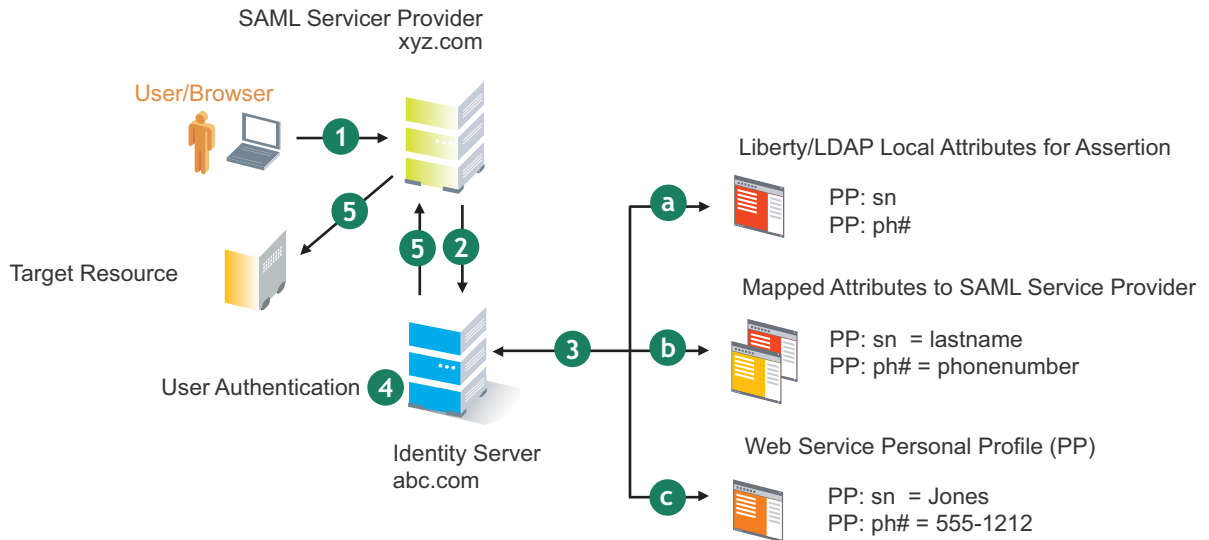 SAML Servicer Provider
xyz.com
User/Browser
1
Liberty/LDAP Local Attributes for Assertion
a
PP: sn
PP: ph#
5
5
2
Target Resource
Mapped Attributes to SAML Service Provider
3
b
PP: sn = lastname
PP: ph# = phonenumber
User Authentication 4
Identity Server
abc.com
Web Service Personal Profile (PP)
c
PP: sn = Jones
PP: ph# = 555-1212